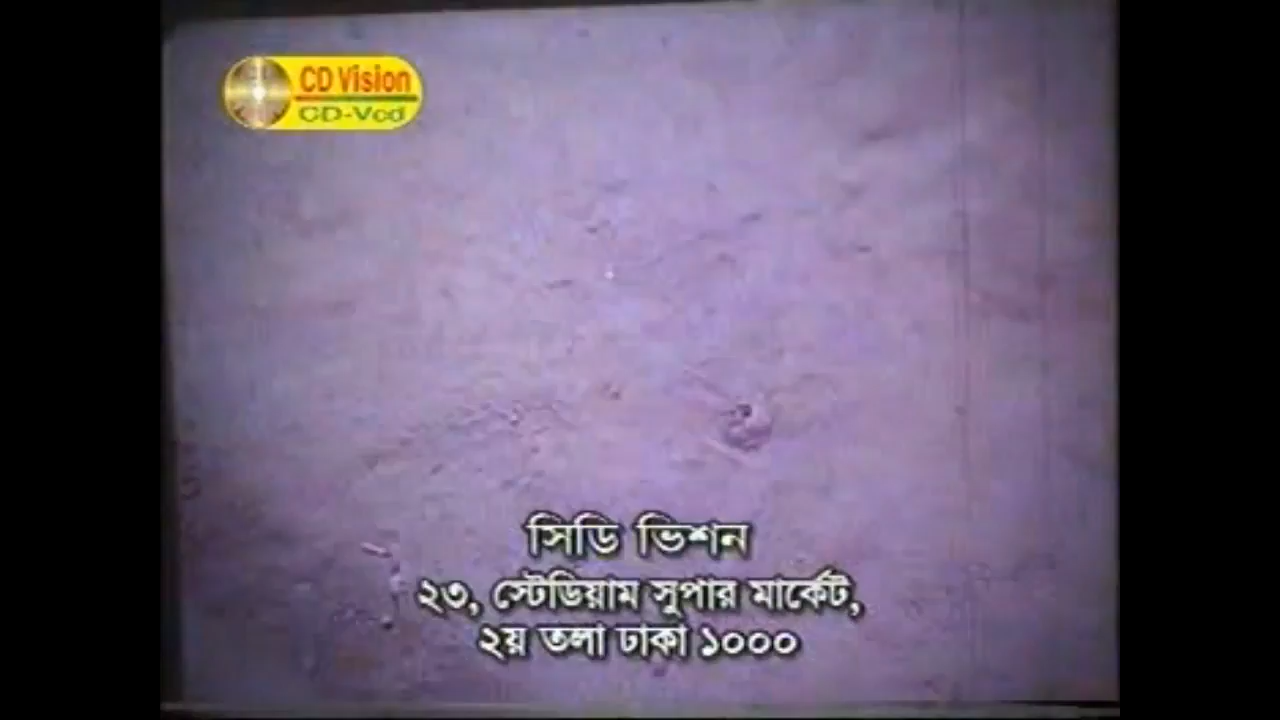 CD Vision
CD-Vcd
সিডি ভিশন
২৩, স্টেডিয়াম সুপার মার্কেট,
২য় তলা ঢাকা ১০০০